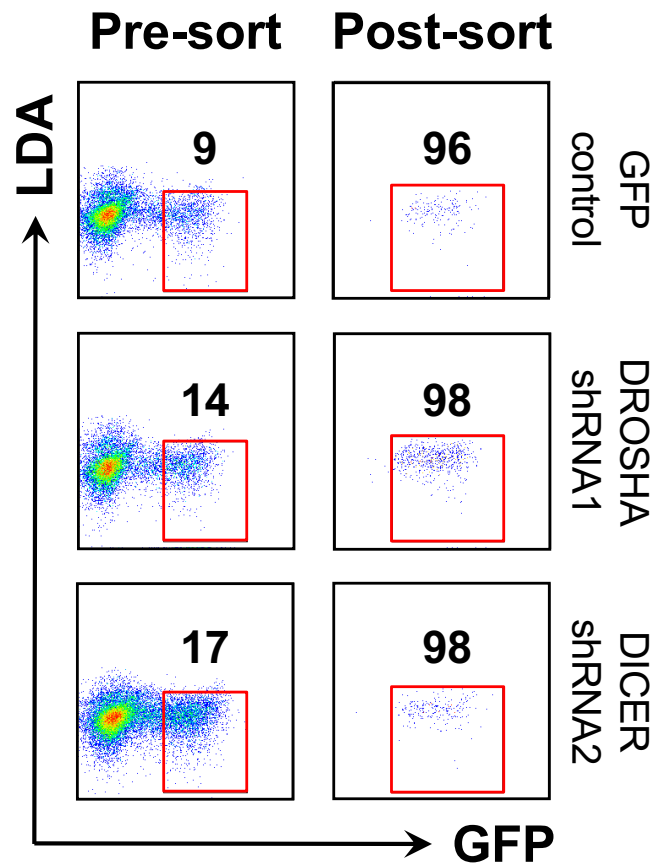 Pre-sort Post-sort
LDA
9 96
GFP
control
14 98
DROSHA
shRNA1
17 98
DICER
shRNA2
GFP